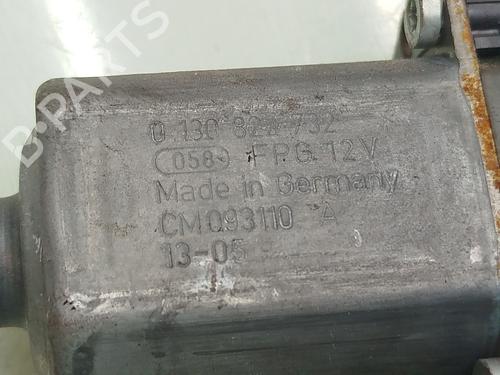 B-PARTS
0 130 821 732
058 FPG 12V
Made in Germany
CM093110 A
13-05